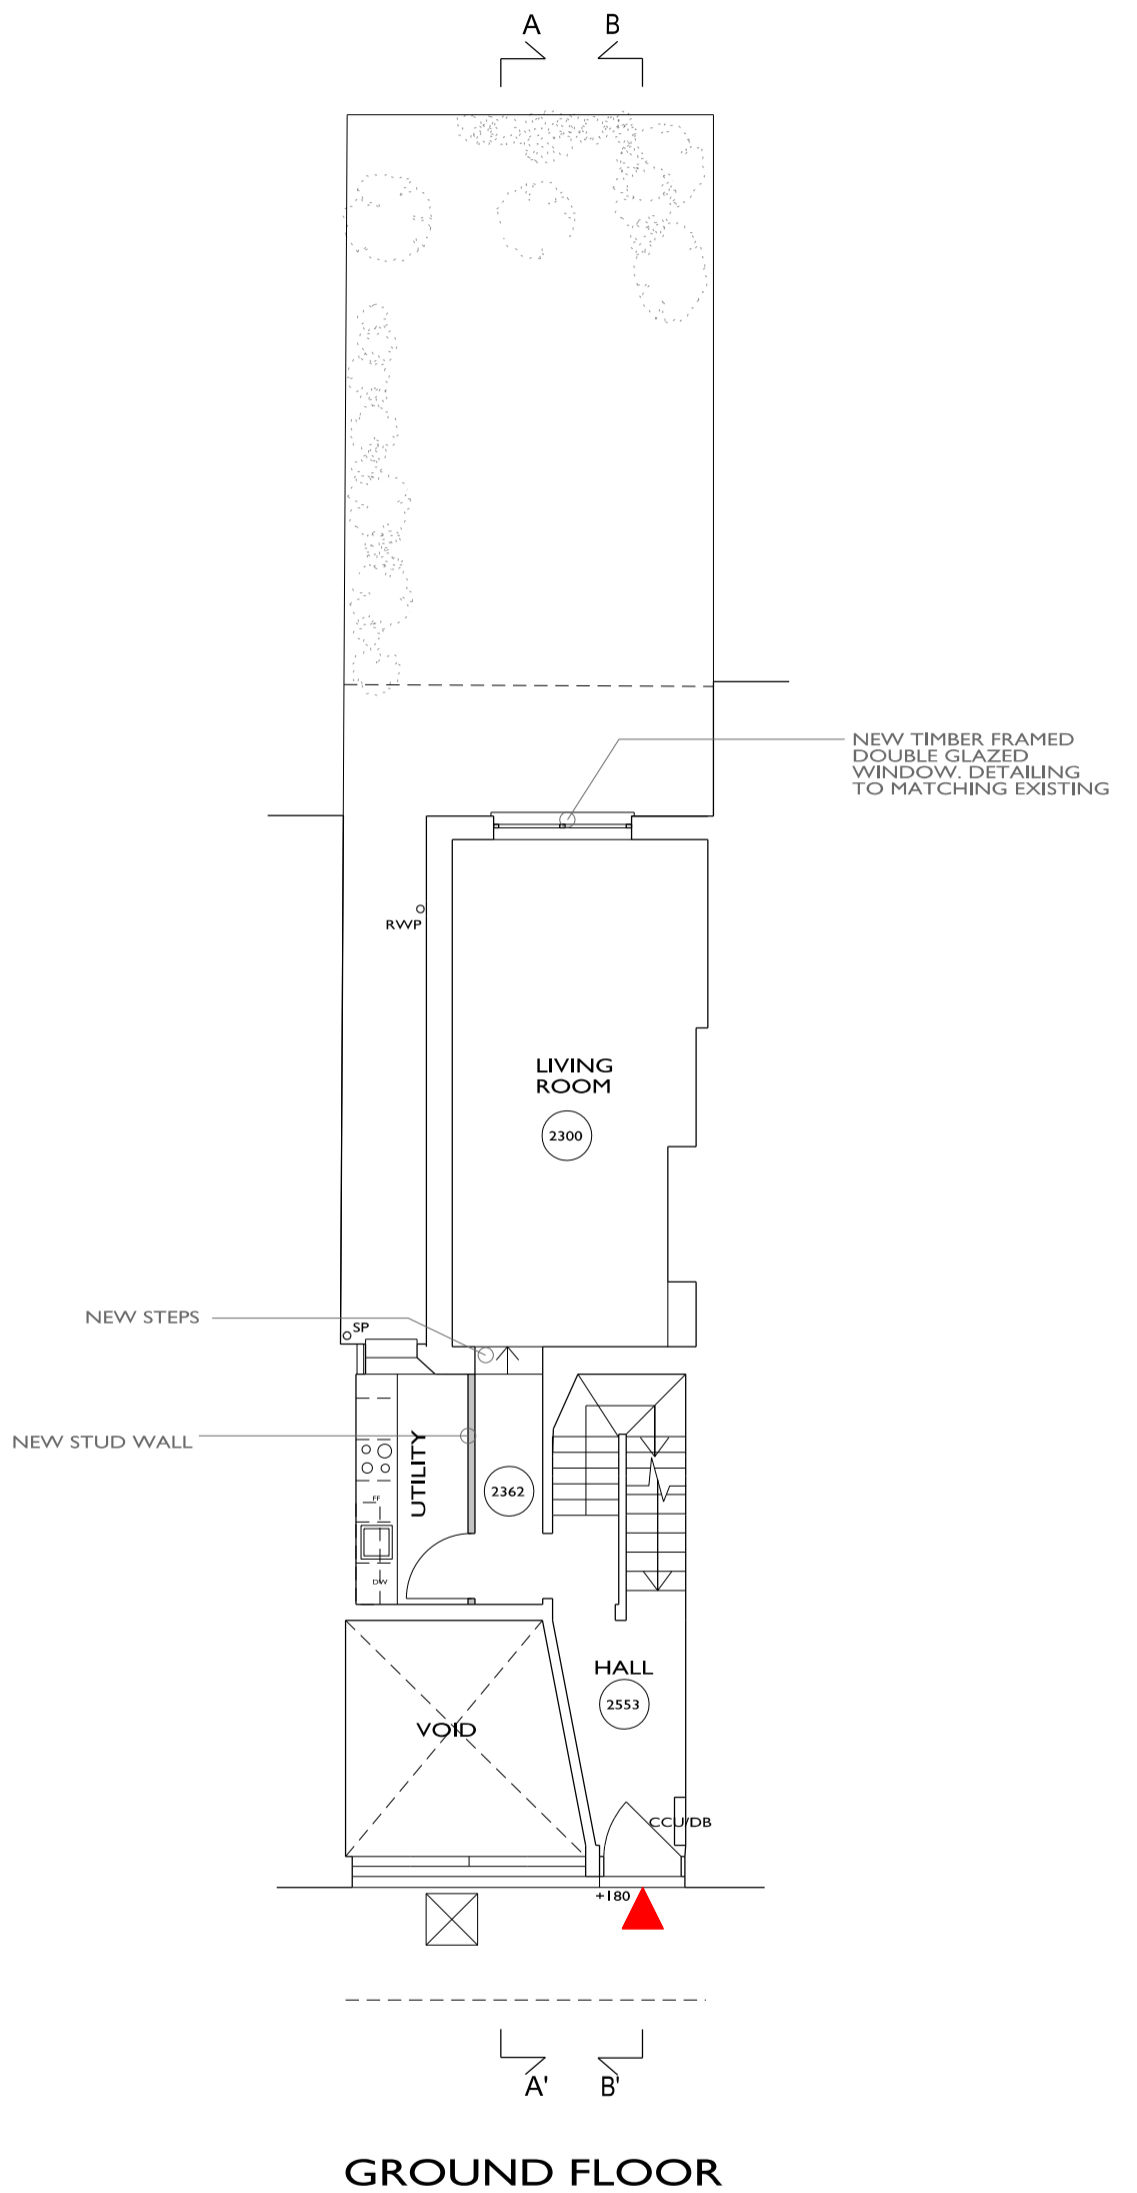 A B
NEW TIMBER FRAMED
DOUBLE GLAZED
WINDOW. DETAILING
TO MATCHING EXISTING
RWP
LIVING
ROOM
2300
NEW STEPS
SP
NEW STUD WALL
UTILITY
2362
FF
DW
HALL
2553
VOID
CCU/DB
+180
A' B'
GROUND FLOOR